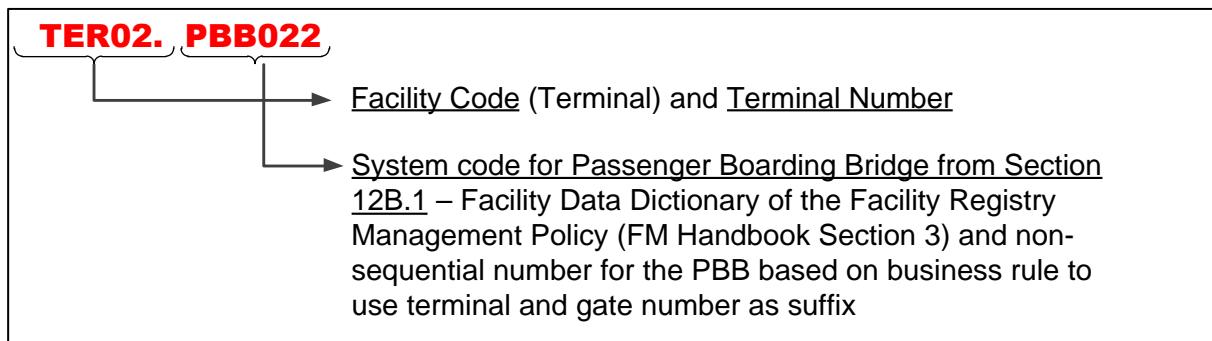 TER02. PBB022
Facility Code (Terminal) and Terminal Number
System code for Passenger Boarding Bridge from Section
12B.1 – Facility Data Dictionary of the Facility Registry
Management Policy (FM Handbook Section 3) and non-
sequential number for the PBB based on business rule to
use terminal and gate number as suffix